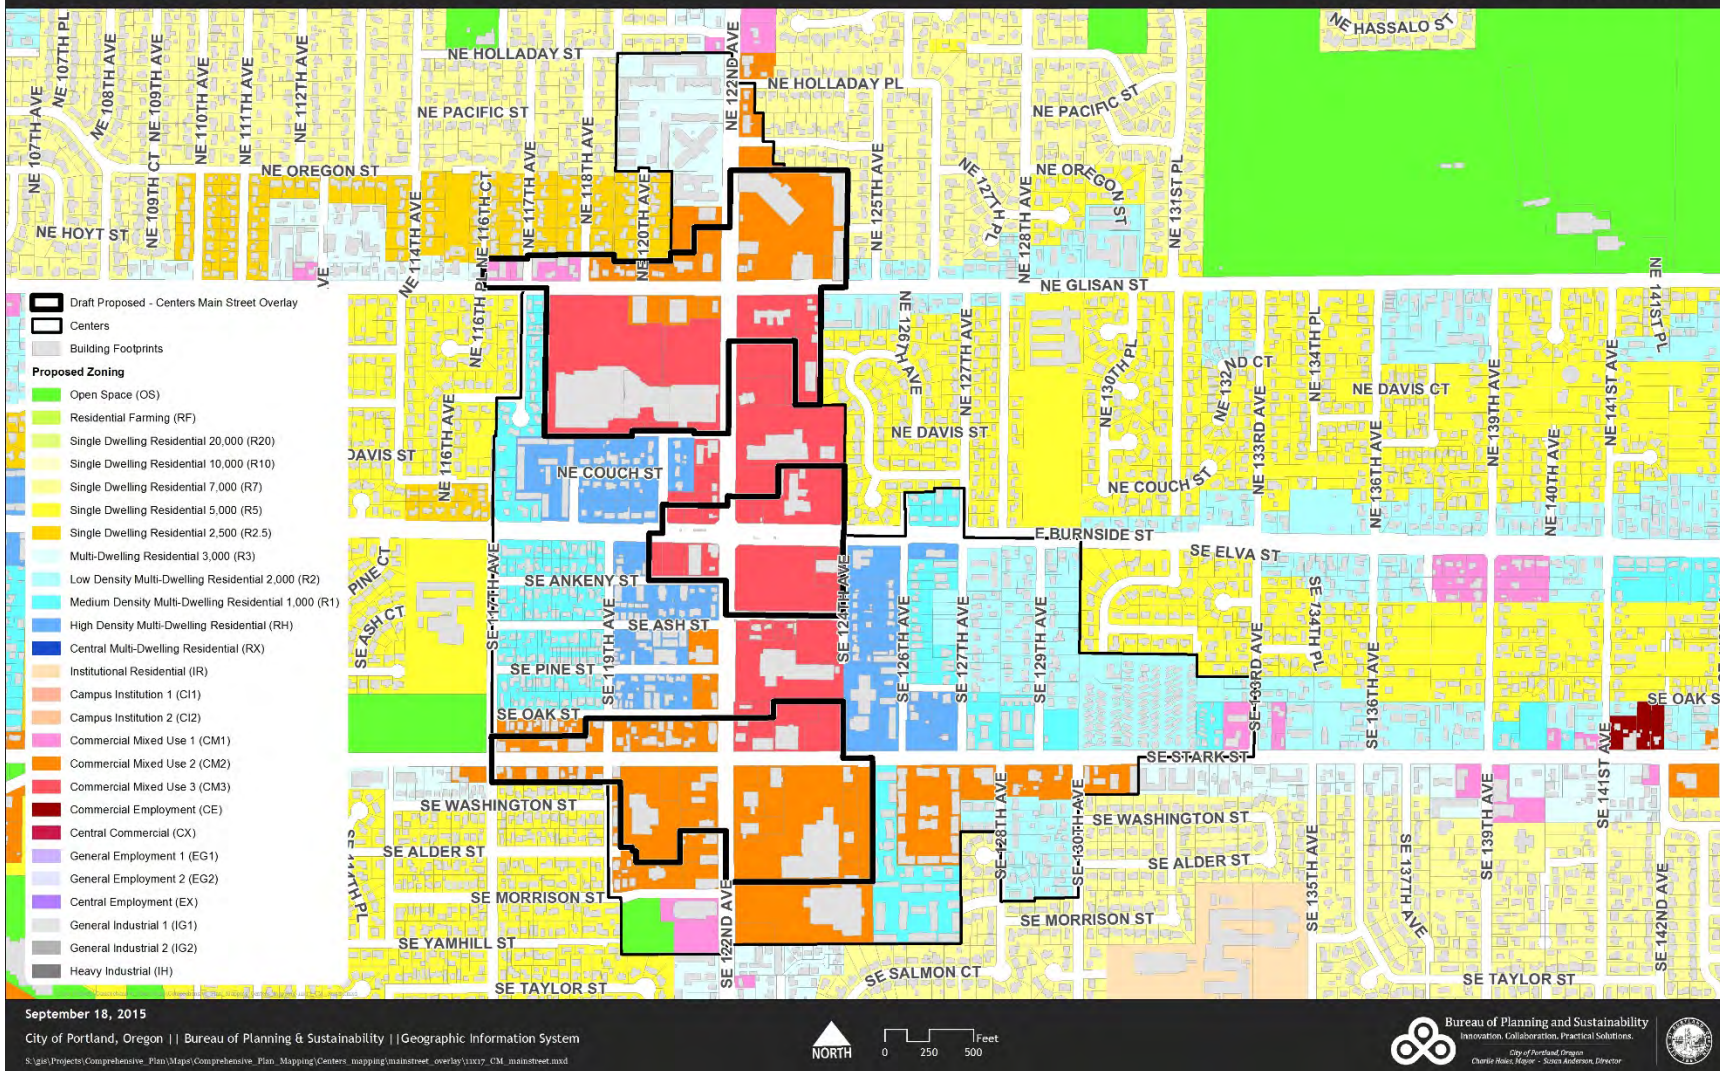 NE 107TH PL
NE 108TH AVE
NE 109TH AVE
NE 110TH AVE
NE 111TH AVE
NE 112TH AVE
NE 107TH AVE
NE 109TH CT
NE HOLLADAY ST
NE 122ND AVE
NE HOLLADAY PL
NE HASSALO ST
NE PACIFIC ST
NE PACIFIC ST
NE OREGON ST
NE 114TH AVE
NE 116TH CT
NE 117TH AVE
NE 118TH AVE
NE 120TH AVE
NE 125TH AVE
NE 127TH PL
NE 128TH AVE
NE OREGON ST
NE 131ST PL
NE HOYT ST
VE
NE 116TH PL
NE GLISAN ST
NE 141ST PL
Draft Proposed - Centers Main Street Overlay
Centers
Building Footprints
Proposed Zoning
Open Space (OS)
Residential Farming (RF)
Single Dwelling Residential 20,000 (R20)
Single Dwelling Residential 10,000 (R10)
Single Dwelling Residential 7,000 (R7)
Single Dwelling Residential 5,000 (R5)
Single Dwelling Residential 2,500 (R2.5)
Multi-Dwelling Residential 3,000 (R3)
Low Density Multi-Dwelling Residential 2,000 (R2)
Medium Density Multi-Dwelling Residential 1,000 (R1)
High Density Multi-Dwelling Residential (RH)
Central Multi-Dwelling Residential (RX)
Institutional Residential (IR)
Campus Institution 1 (CI1)
Campus Institution 2 (CI2)
Commercial Mixed Use 1 (CM1)
Commercial Mixed Use 2 (CM2)
Commercial Mixed Use 3 (CM3)
Commercial Employment (CE)
Central Commercial (CX)
General Employment 1 (EG1)
General Employment 2 (EG2)
Central Employment (EX)
General Industrial 1 (IG1)
General Industrial 2 (IG2)
Heavy Industrial (IH)
NE 126TH AVE
NE 127TH AVE
NE 130TH PL
NE 132ND CT
NE 133RD AVE
NE 134TH PL
NE DAVIS CT
NE 136TH AVE
NE 139TH AVE
NE 140TH AVE
NE 141ST AVE
DAVIS ST
NE 116TH AVE
NE COUCH ST
NE DAVIS ST
NE COUCH ST
E BURNSIDE ST
SE ELVA ST
PINE CT
SE ASH CT
SE 117TH AVE
SE ANKENY ST
SE 119TH AVE
SE ASH ST
SE PINE ST
SE OAK ST
SE 124TH AVE
SE 126TH AVE
SE 127TH AVE
SE 129TH AVE
SE 133RD AVE
SE 134TH PL
SE 136TH AVE
SE OAK S
SE STARK ST
SE 141ST AVE
SE WASHINGTON ST
SE 128TH AVE
SE 130TH AVE
SE WASHINGTON ST
SE 139TH AVE
SE ALDER ST
SE ALDER ST
SE 135TH AVE
SE 137TH AVE
SE 142ND AVE
SE MORRISON ST
SE MORRISON ST
SE 122ND AVE
SE YAMHILL ST
SE SALMON CT
SE TAYLOR ST
SE TAYLOR ST
September 18, 2015
City of Portland, Oregon || Bureau of Planning & Sustainability ||Geographic Information System
S:\gis\Projects\Comprehensive_Plan\Maps\Comprehensive_Plan_Mapping\Centers_mapping\mainstreet_overlay\11x17_CM_mainstreet.mxd
NORTH
Feet
0 250 500
Bureau of Planning and Sustainability
Innovation. Collaboration. Practical Solutions.
City of Portland, Oregon
Charlie Hales, Mayor - Susan Anderson, Director